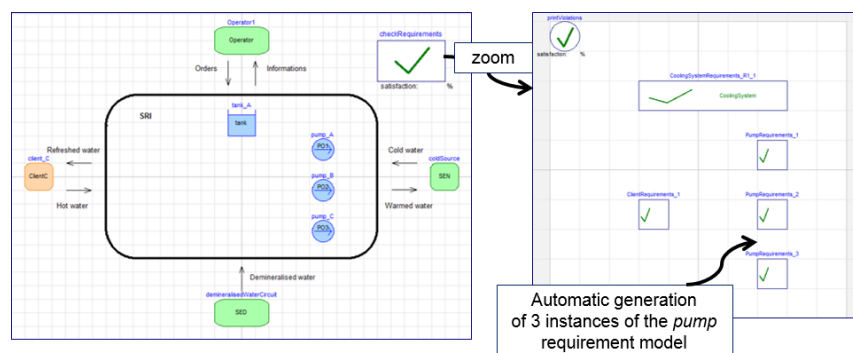 Operator1
Operator
Orders
Informations
checkRequirements
satisfaction: %
SRI
tank_A
tank
pump_A
PO1
pump_B
PO2
pump_C
PO3
Refreshed water
client_C
ClientC
Hot water
Cold water
coldSource
SEN
Warmed water
Demineralised water
demineralisedWaterCircuit
SED
zoom
printViolations
satisfaction: %
CoolingSystemRequirements_R1_1
CoolingSystem
PumpRequirements_1
ClientRequirements_1
PumpRequirements_2
PumpRequirements_3
Automatic generation
of 3 instances of the pump
requirement model